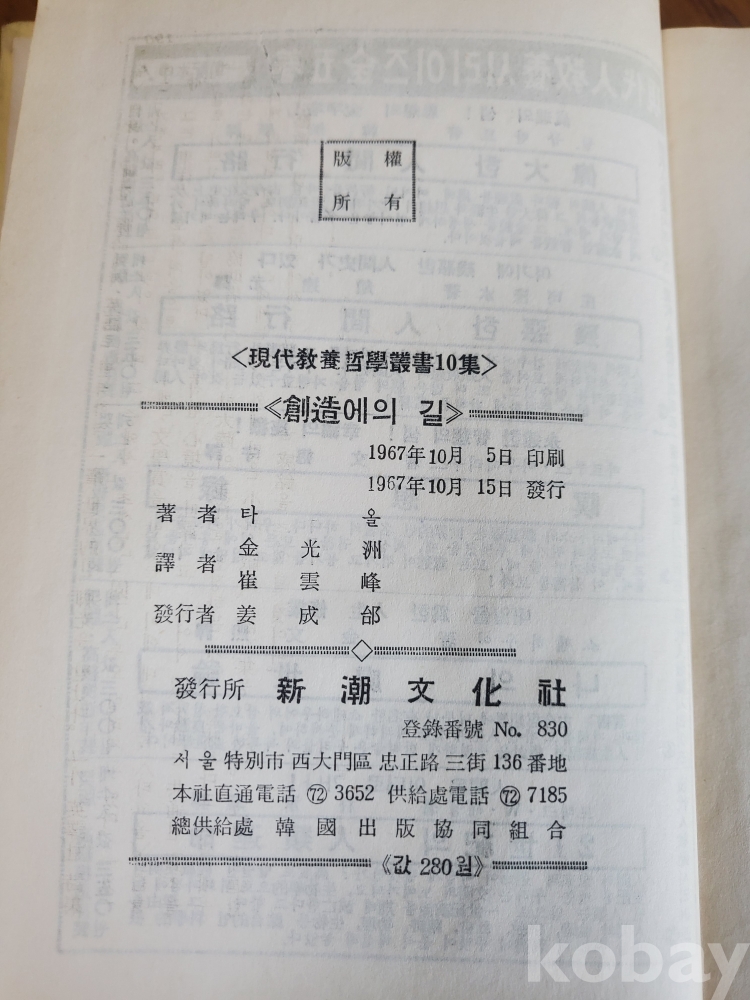 版權
所有
<現代敎養哲學叢書10集>
《創造에의 길》
1967年10月 5日 印刷
1967年10月 15日 發行
著者 타올
譯者 金光洲
崔雲峰
發行者 姜成邰
發行所 新潮文化社
登錄番號 No. 830
서울 特別市 西大門區 忠正路 三街 136 番地
本社直通電話 ㉒ 3652 供給處電話 ㉒ 7185
總供給處 韓國出版協同組合
《값 280원》
kobay